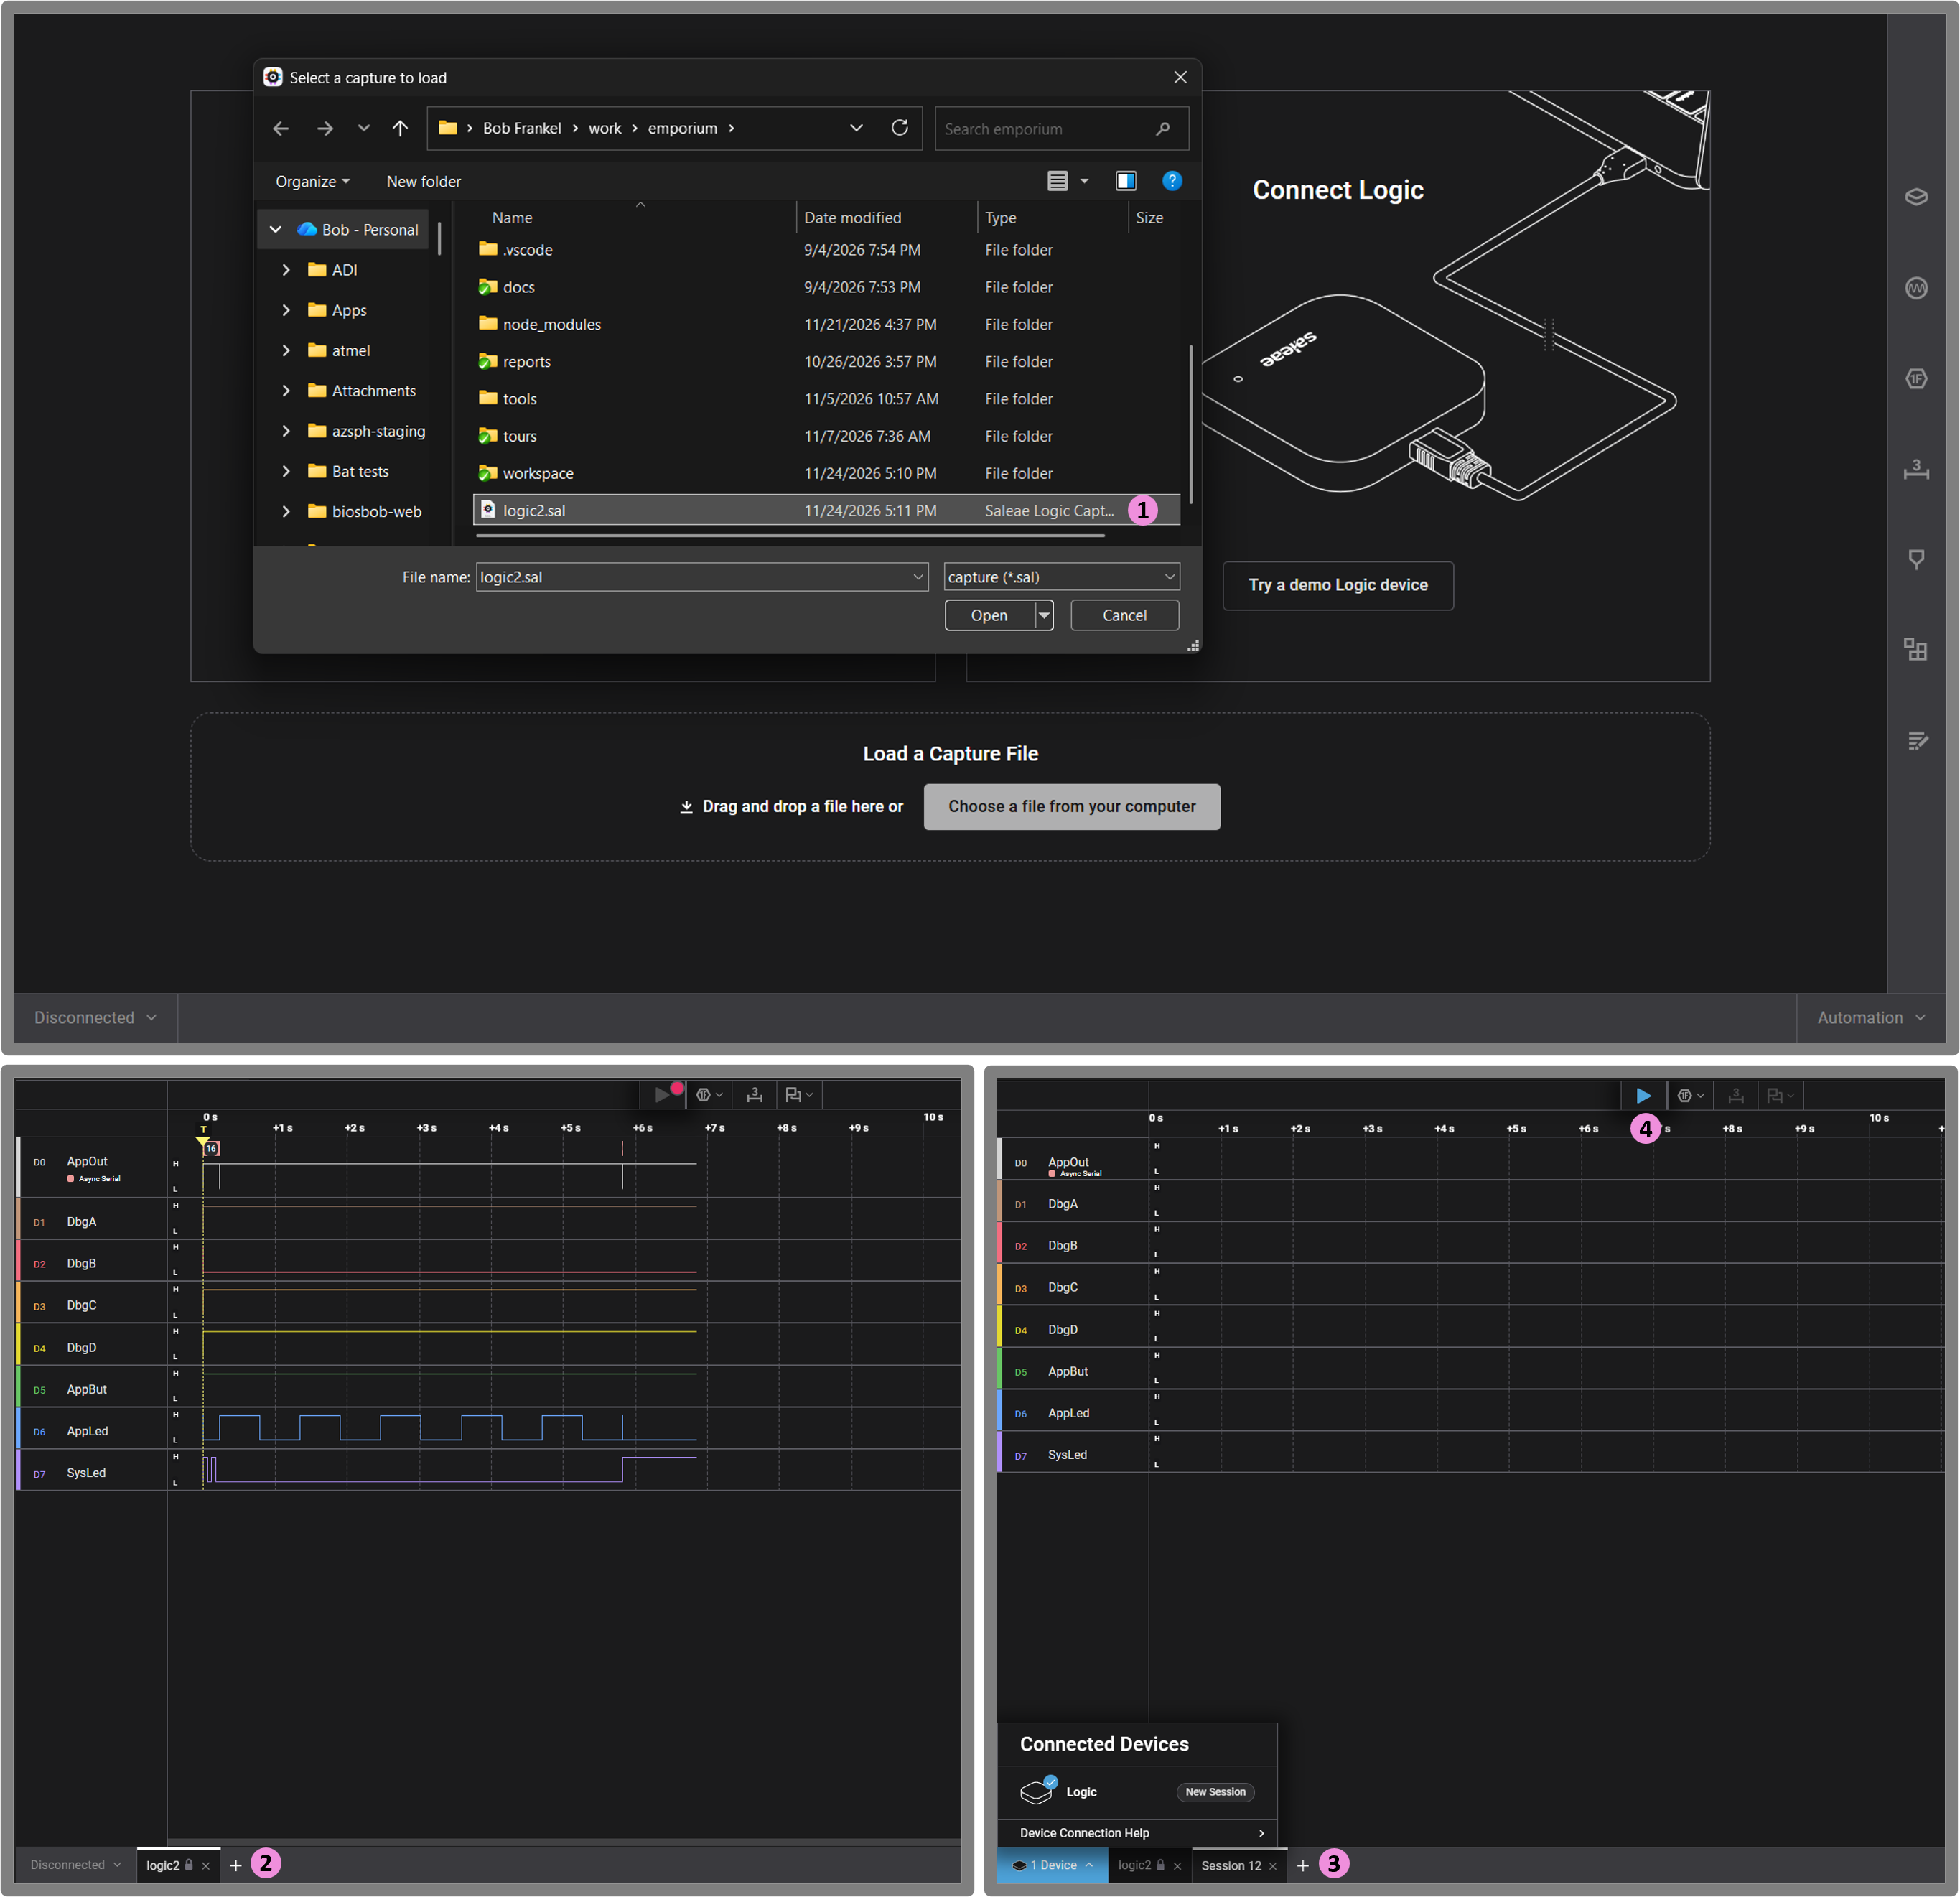 Select a capture to load
Bob Frankel > work > emporium >
Search emporium
Organize
New folder
Name Date modified Type Size
Bob - Personal
ADI
Apps
atmel
Attachments
azsph-staging
Bat tests
biosbob-web
.vscode 9/4/2026 7:54 PM File folder
docs 9/4/2026 7:53 PM File folder
node_modules 11/21/2026 4:37 PM File folder
reports 10/26/2026 3:57 PM File folder
tools 11/5/2026 10:57 AM File folder
tours 11/7/2026 7:36 AM File folder
workspace 11/24/2026 5:10 PM File folder
logic2.sal 11/24/2026 5:11 PM Saleae Logic Capt... 1
File name: logic2.sal
capture (*.sal)
Open
Cancel
Connect Logic
saleae
Try a demo Logic device
Load a Capture File
Drag and drop a file here or
Choose a file from your computer
1F
3
Disconnected
Automation
1F
3
0 s 10 s
T +1 s +2 s +3 s +4 s +5 s +6 s +7 s +8 s +9 s
16
D0 AppOut H
Async Serial L
D1 DbgA H L
D2 DbgB H L
D3 DbgC H L
D4 DbgD H L
D5 AppBut H L
D6 AppLed H L
D7 SysLed H L
Disconnected
logic2
+ 2
1F
3
0 s 10 s
+1 s +2 s +3 s +4 s +5 s +6 s 4 s +8 s +9 s +
D0 AppOut H
Async Serial L
D1 DbgA H L
D2 DbgB H L
D3 DbgC H L
D4 DbgD H L
D5 AppBut H L
D6 AppLed H L
D7 SysLed H L
Connected Devices
Logic
New Session
Device Connection Help >
1 Device
logic2
Session 12
+ 3